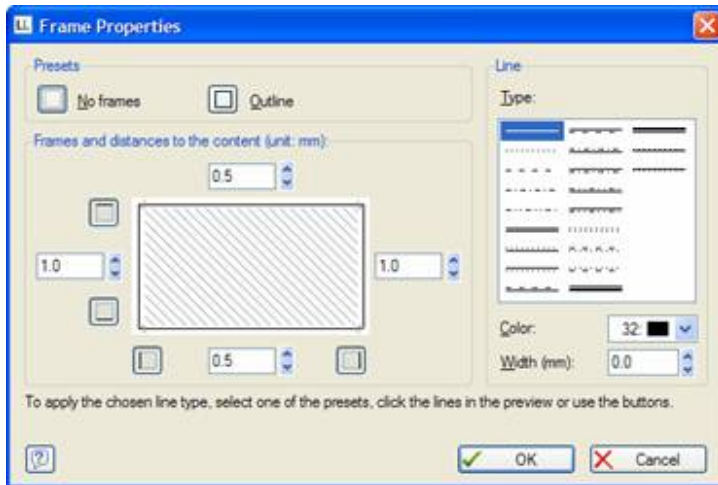 LL Frame Properties
Presets
No frames
Outline
Frames and distances to the content (unit: mm):
0.5
1.0
1.0
0.5
Line
Type:
Color:
32:
Width (mm):
0.0
To apply the chosen line type, select one of the presets, click the lines in the preview or use the buttons.
?
OK
Cancel